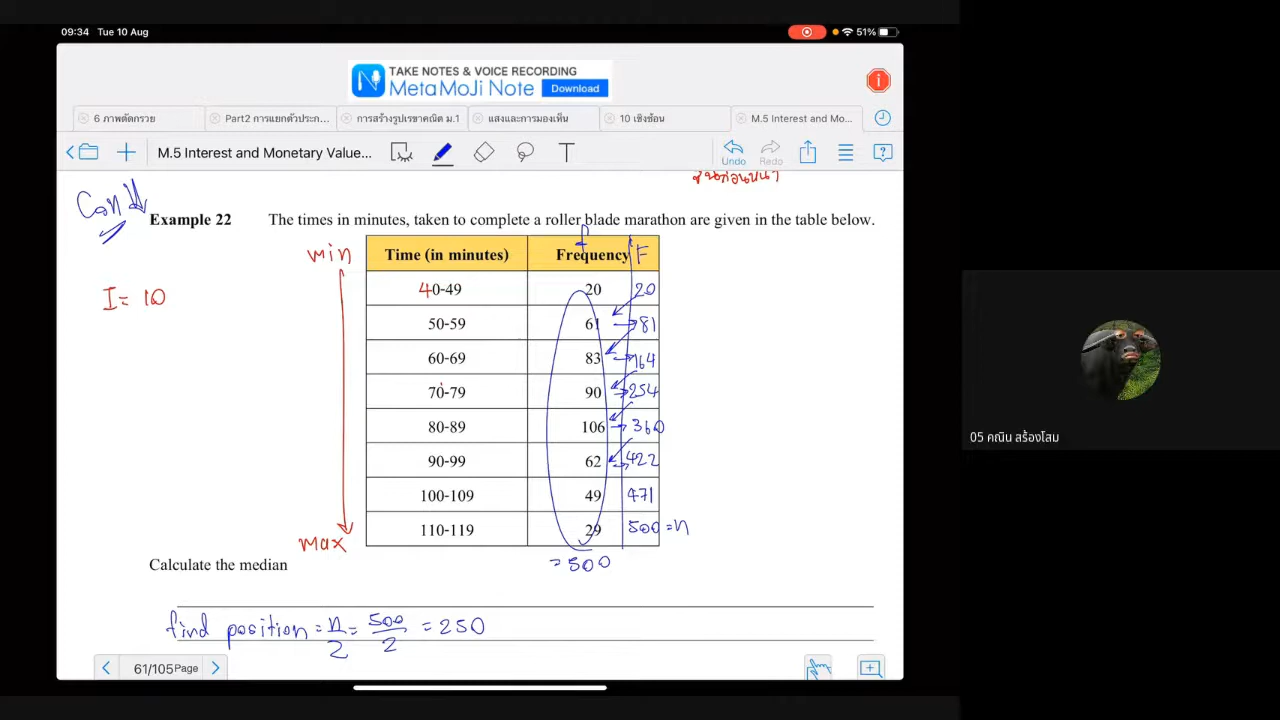 09:34 Tue 10 Aug
51%
TAKE NOTES & VOICE RECORDING
MetaMoJi Note Download
6 ภาพตัดกรวย
Part2 การแยกตัวประก...
การสร้างรูปเรขาคณิต ม.1
แสงและการมองเห็น
10 เชิงซ้อน
M.5 Interest and Mo...
M.5 Interest and Monetary Value...
Undo Redo
Example 22 The times in minutes, taken to complete a roller blade marathon are given in the table below.
min
I = 10
f
Time (in minutes) Frequency F
40-49 20 20
50-59 61 81
60-69 83 164
70-79 90 254
80-89 106 360
90-99 62 422
100-109 49 471
110-119 29 500 = n
max
= 500
Calculate the median
find position = n/2 = 500/2 = 250
61/105Page
05 คณิน สร้องโสม